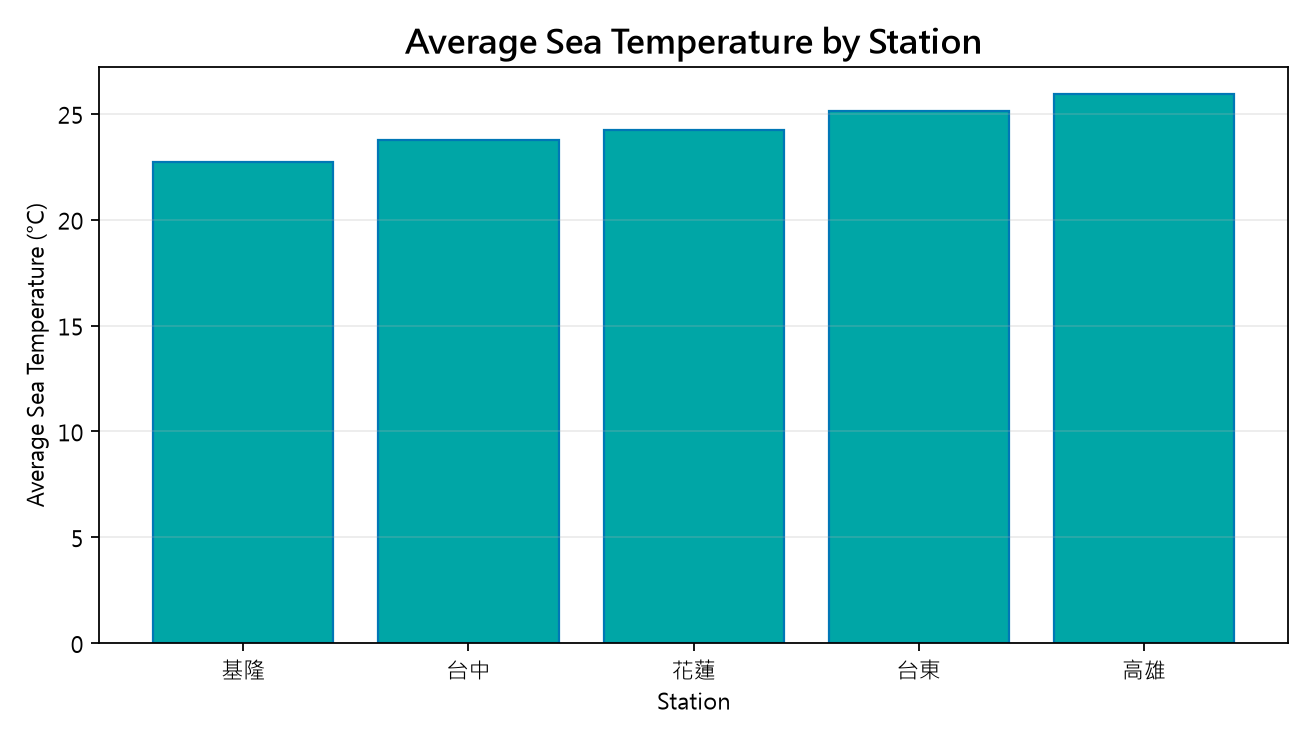 Average Sea Temperature by Station
Average Sea Temperature (°C)
25
20
15
10
5
0
基隆 台中 花蓮 台東 高雄
Station